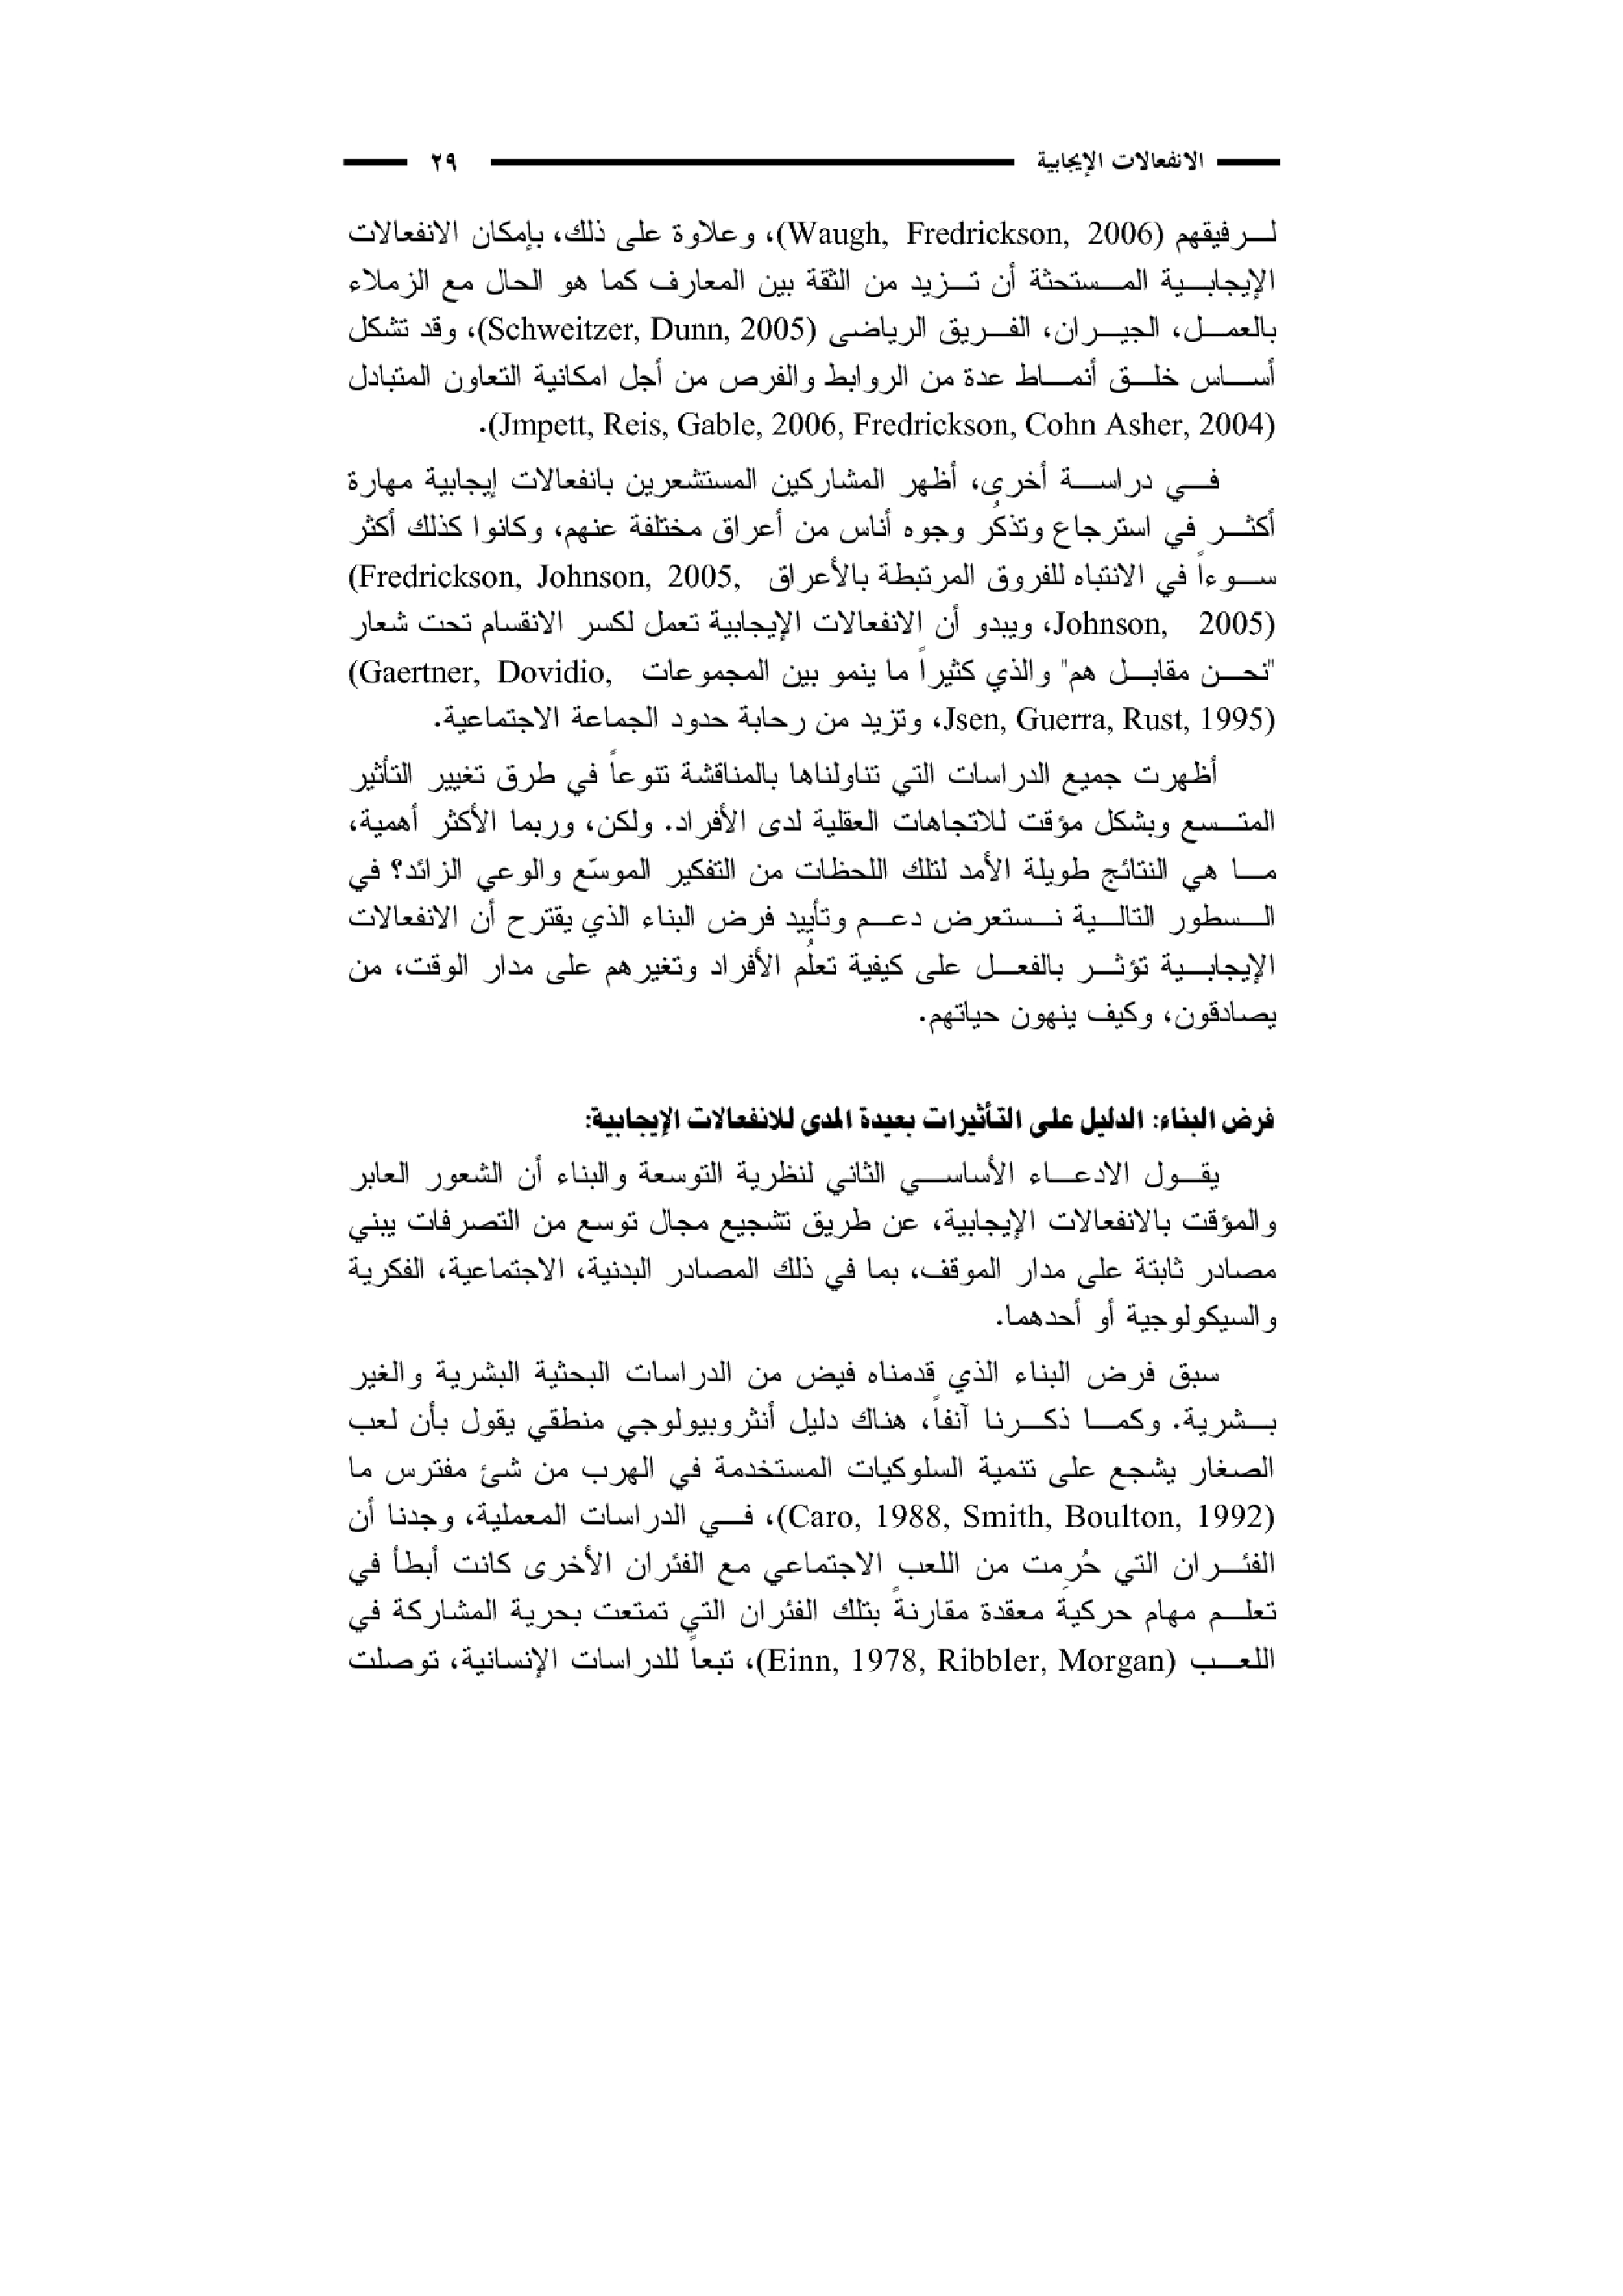 الانفعالات الإيجابية ٢٩
لرفيقهم (Waugh, Fredrickson, 2006)، وعلاوة على ذلك، بإمكان الانفعالات
الإيجابية المستحثة أن تزيد من الثقة بين المعارف كما هو الحال مع الزملاء
بالعمل، الجيران، الفريق الرياضى (Schweitzer, Dunn, 2005)، وقد تشكل
أساس خلق أنماط عدة من الروابط والفرص من أجل امكانية التعاون المتبادل
(Jmpett, Reis, Gable, 2006, Fredrickson, Cohn Asher, 2004).
في دراسة أخرى، أظهر المشاركين المستشعرين بانفعالات إيجابية مهارة
أكثر في استرجاع وتذكُر وجوه أناس من أعراق مختلفة عنهم، وكانوا كذلك أكثر
سوءاً في الانتباه للفروق المرتبطة بالأعراق (Fredrickson, Johnson, 2005,
Johnson, 2005)، ويبدو أن الانفعالات الإيجابية تعمل لكسر الانقسام تحت شعار
"نحن مقابل هم" والذي كثيراً ما ينمو بين المجموعات (Gaertner, Dovidio,
Jsen, Guerra, Rust, 1995)، وتزيد من رحابة حدود الجماعة الاجتماعية.
أظهرت جميع الدراسات التي تناولناها بالمناقشة تنوعاً في طرق تغيير التأثير
المتسع وبشكل مؤقت للاتجاهات العقلية لدى الأفراد. ولكن، وربما الأكثر أهمية،
ما هي النتائج طويلة الأمد لتلك اللحظات من التفكير الموسّع والوعي الزائد؟ في
السطور التالية نستعرض دعم وتأييد فرض البناء الذي يقترح أن الانفعالات
الإيجابية تؤثر بالفعل على كيفية تعلُم الأفراد وتغيرهم على مدار الوقت، من
يصادقون، وكيف ينهون حياتهم.
فرض البناء: الدليل على التأثيرات بعيدة المدى للانفعالات الإيجابية:
يقول الادعاء الأساسي الثاني لنظرية التوسعة والبناء أن الشعور العابر
والمؤقت بالانفعالات الإيجابية، عن طريق تشجيع مجال توسع من التصرفات يبني
مصادر ثابتة على مدار الموقف، بما في ذلك المصادر البدنية، الاجتماعية، الفكرية
والسيكولوجية أو أحدهما.
سبق فرض البناء الذي قدمناه فيض من الدراسات البحثية البشرية والغير
بشرية. وكما ذكرنا آنفاً، هناك دليل أنثروبيولوجي منطقي يقول بأن لعب
الصغار يشجع على تنمية السلوكيات المستخدمة في الهرب من شئ مفترس ما
(Caro, 1988, Smith, Boulton, 1992)، في الدراسات المعملية، وجدنا أن
الفئران التي حُرِمت من اللعب الاجتماعي مع الفئران الأخرى كانت أبطأ في
تعلم مهام حركية معقدة مقارنةً بتلك الفئران التي تمتعت بحرية المشاركة في
اللعب (Einn, 1978, Ribbler, Morgan)، تبعاً للدراسات الإنسانية، توصلت